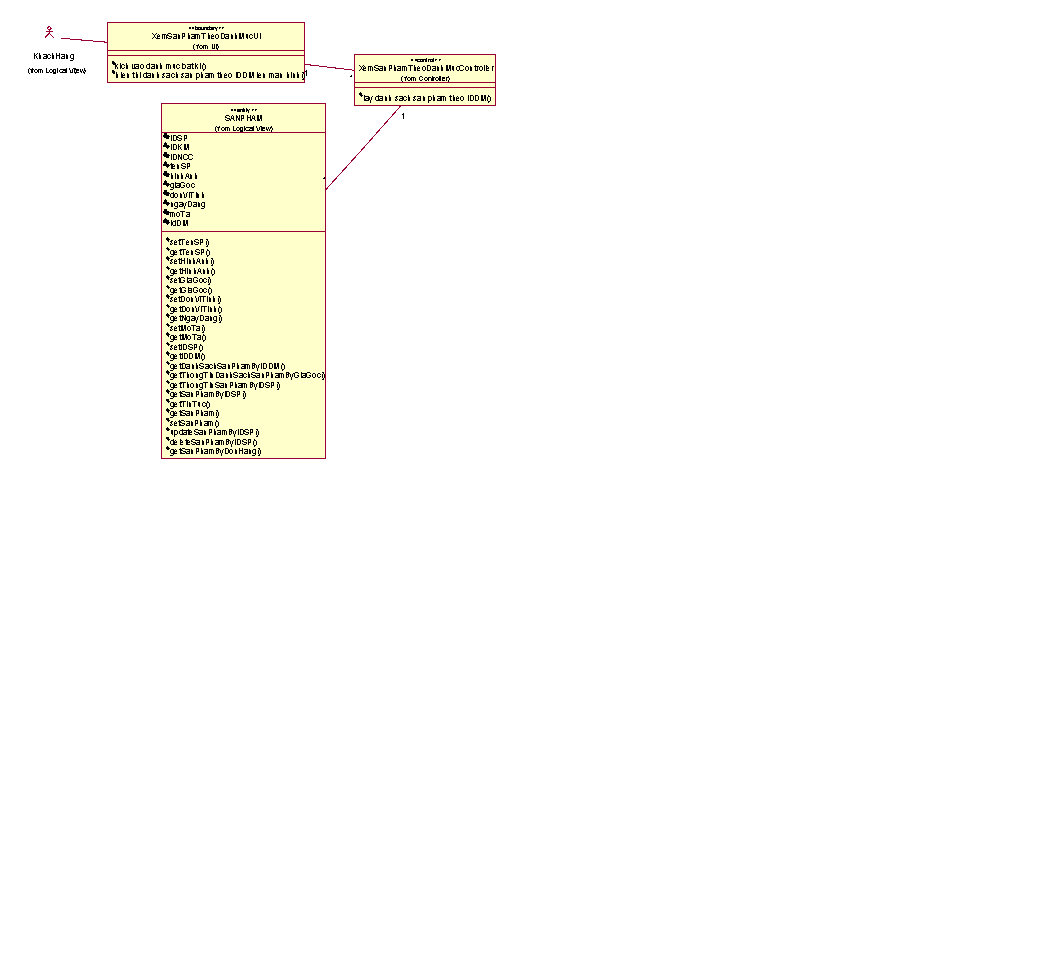 KhachHang
(from Logical View)
<<boundary>>
XemSanPhamTheoDanhMucUI
(from UI)
kich vao danh muc bat ki()
hien thi danh sach san pham theo IDDM len man hinh()
1
<<controller>>
XemSanPhamTheoDanhMucController
(from Controller)
lay danh sach san pham theo IDDM()
1
<<entity>>
SANPHAM
(from Logical View)
IDSP
IDKM
IDNCC
tenSP
hinhAnh
giaGoc
donViTinh
ngayDang
moTa
idDM
setTenSP()
getTenSP()
setHinhAnh()
getHinhAnh()
setGiaGoc()
getGiaGoc()
setDonViTinh()
getDonViTinh()
getNgayDang()
setMoTa()
getMoTa()
setIDSP()
getIDDM()
getDanhSachSanPhamByIDDM()
getThongTinDanhSachSanPhamByGiaGoc()
getThongTinSanPhamByIDSP()
getSanPhamByIDSP()
getTinTuc()
getSanPham()
setSanPham()
updateSanPhamByIDSP()
deleteSanPhamByIDSP()
getSanPhamByDonHang()